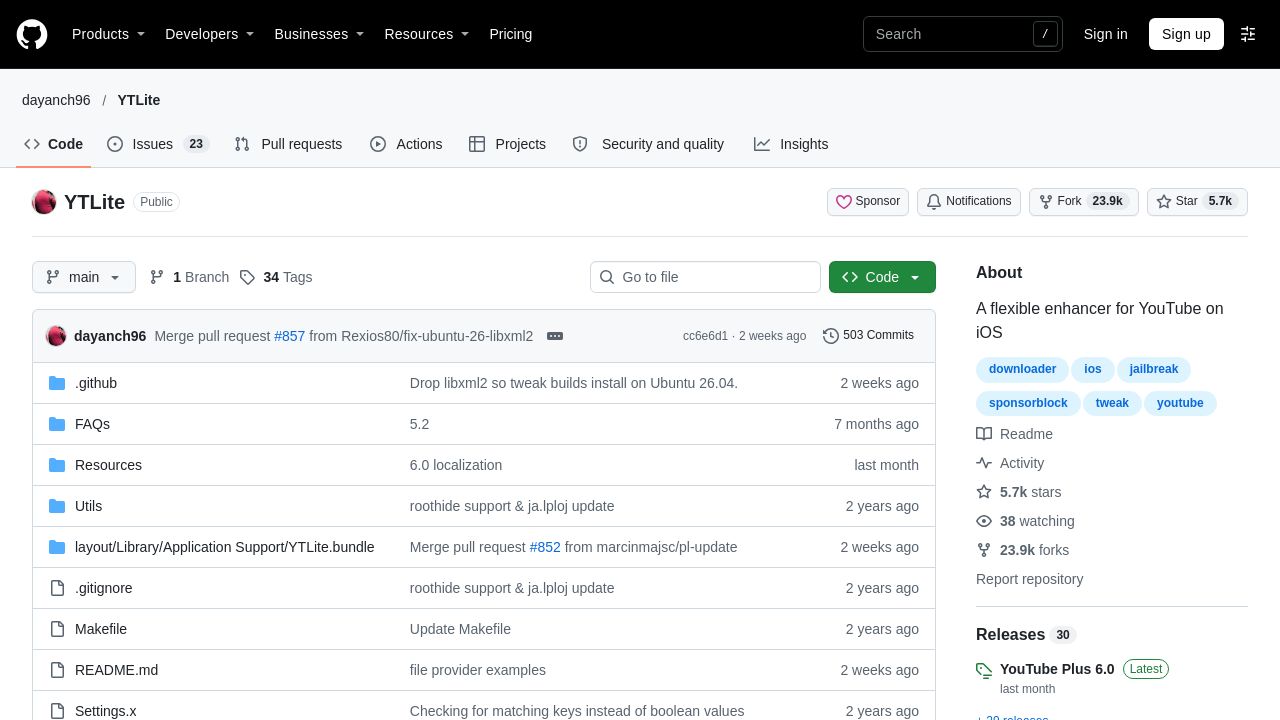 Products Developers Businesses Resources Pricing Search / Sign in Sign up
dayanch96 / YTLite
Code Issues 23 Pull requests Actions Projects Security and quality Insights
YTLite Public Sponsor Notifications Fork 23.9k Star 5.7k
main 1 Branch 34 Tags Go to file Code
dayanch96 Merge pull request #857 from Rexios80/fix-ubuntu-26-libxml2 cc6e6d1 · 2 weeks ago 503 Commits
.github Drop libxml2 so tweak builds install on Ubuntu 26.04. 2 weeks ago
FAQs 5.2 7 months ago
Resources 6.0 localization last month
Utils roothide support & ja.lploj update 2 years ago
layout/Library/Application Support/YTLite.bundle Merge pull request #852 from marcinmajsc/pl-update 2 weeks ago
.gitignore roothide support & ja.lploj update 2 years ago
Makefile Update Makefile 2 years ago
README.md file provider examples 2 weeks ago
Settings.x Checking for matching keys instead of boolean values 2 years ago
About
A flexible enhancer for YouTube on
iOS
downloader ios jailbreak
sponsorblock tweak youtube
Readme
Activity
5.7k stars
38 watching
23.9k forks
Report repository
Releases 30
YouTube Plus 6.0 Latest
last month
+ 29 releases